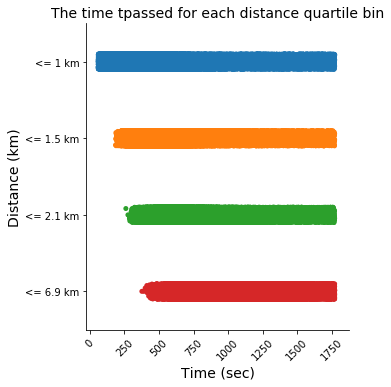 The time tpassed for each distance quartile bin
<= 1 km
<= 1.5 km
<= 2.1 km
<= 6.9 km
Distance (km)
0 250 500 750 1000 1250 1500 1750
Time (sec)